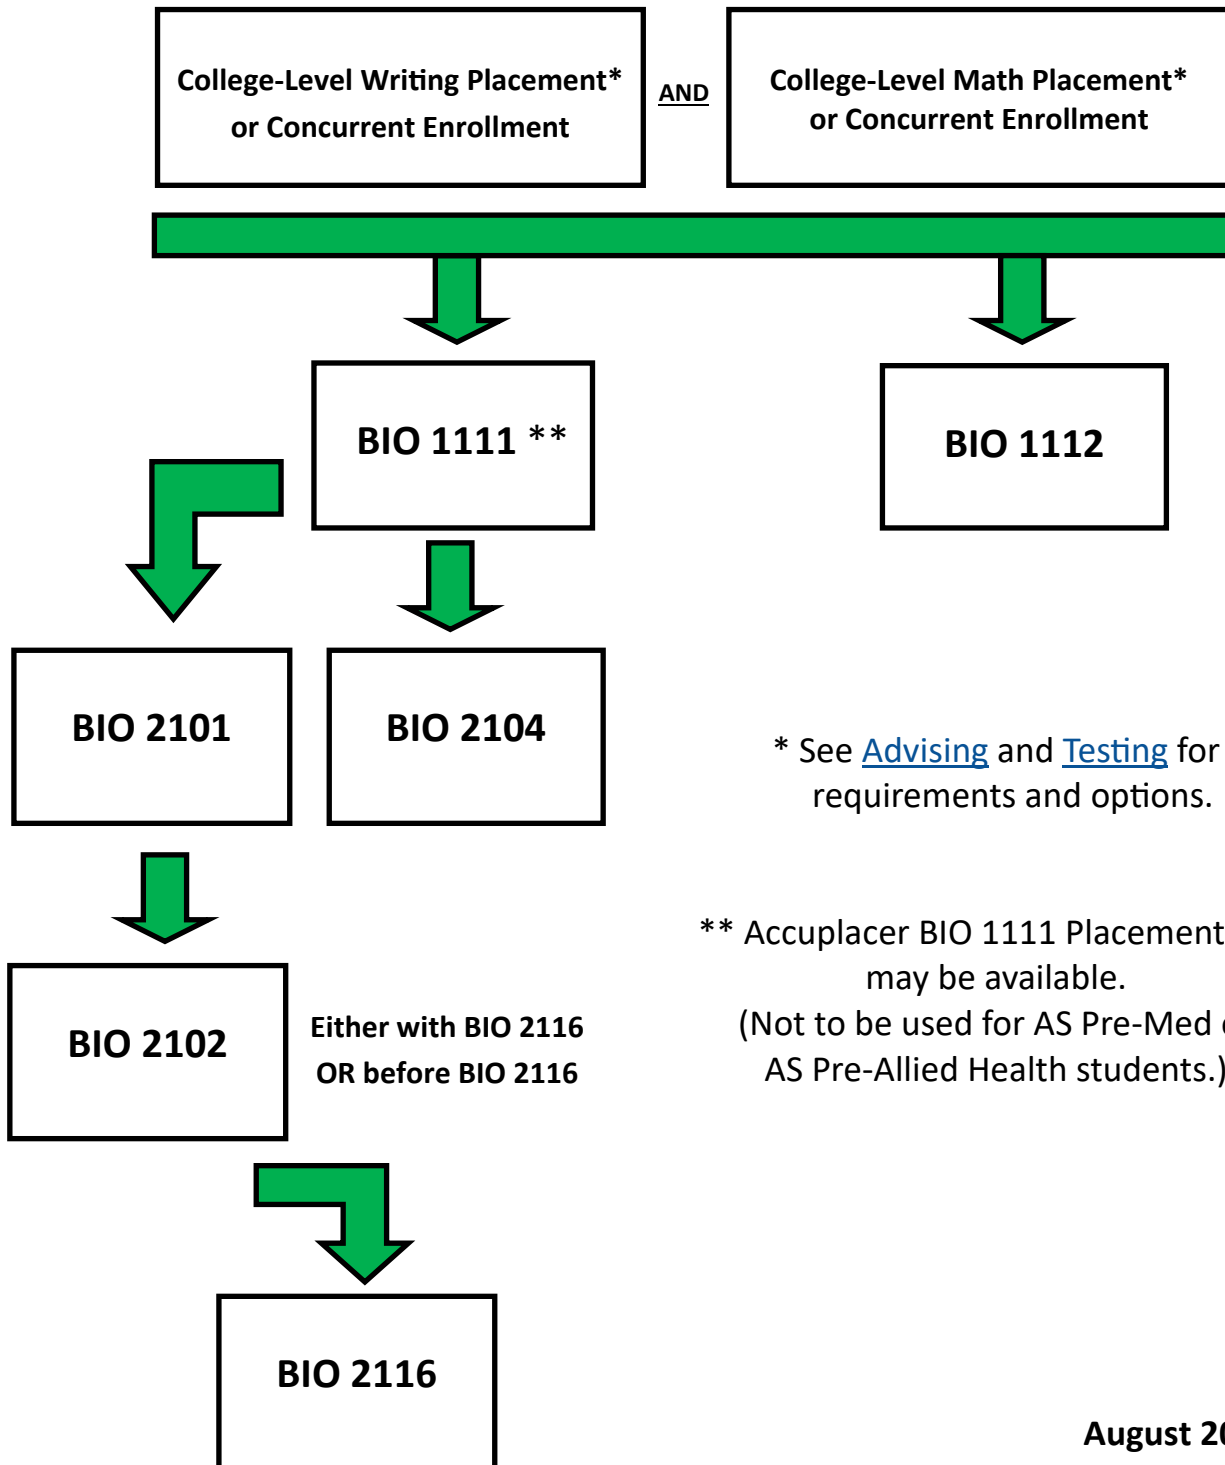 College-Level Writing Placement*
or Concurrent Enrollment
AND
College-Level Math Placement*
or Concurrent Enrollment
BIO 1111 **
BIO 1112
BIO 2101
BIO 2104
* See Advising and Testing for
requirements and options.
** Accuplacer BIO 1111 Placement
may be available.
(Not to be used for AS Pre-Med
AS Pre-Allied Health students.)
BIO 2102
Either with BIO 2116
OR before BIO 2116
BIO 2116
August